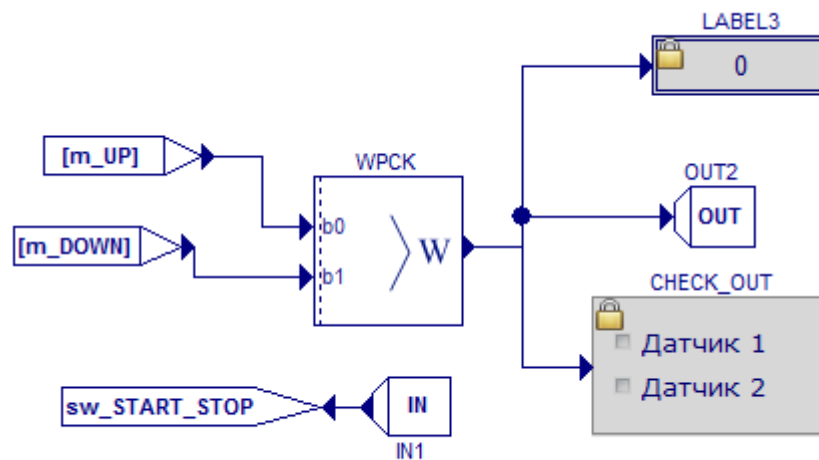 LABEL3
0
[m_UP]
WPCK
OUT2
b0
OUT
[m_DOWN]
W
b1
CHECK_OUT
Датчик 1
Датчик 2
sw_START_STOP
IN
IN1